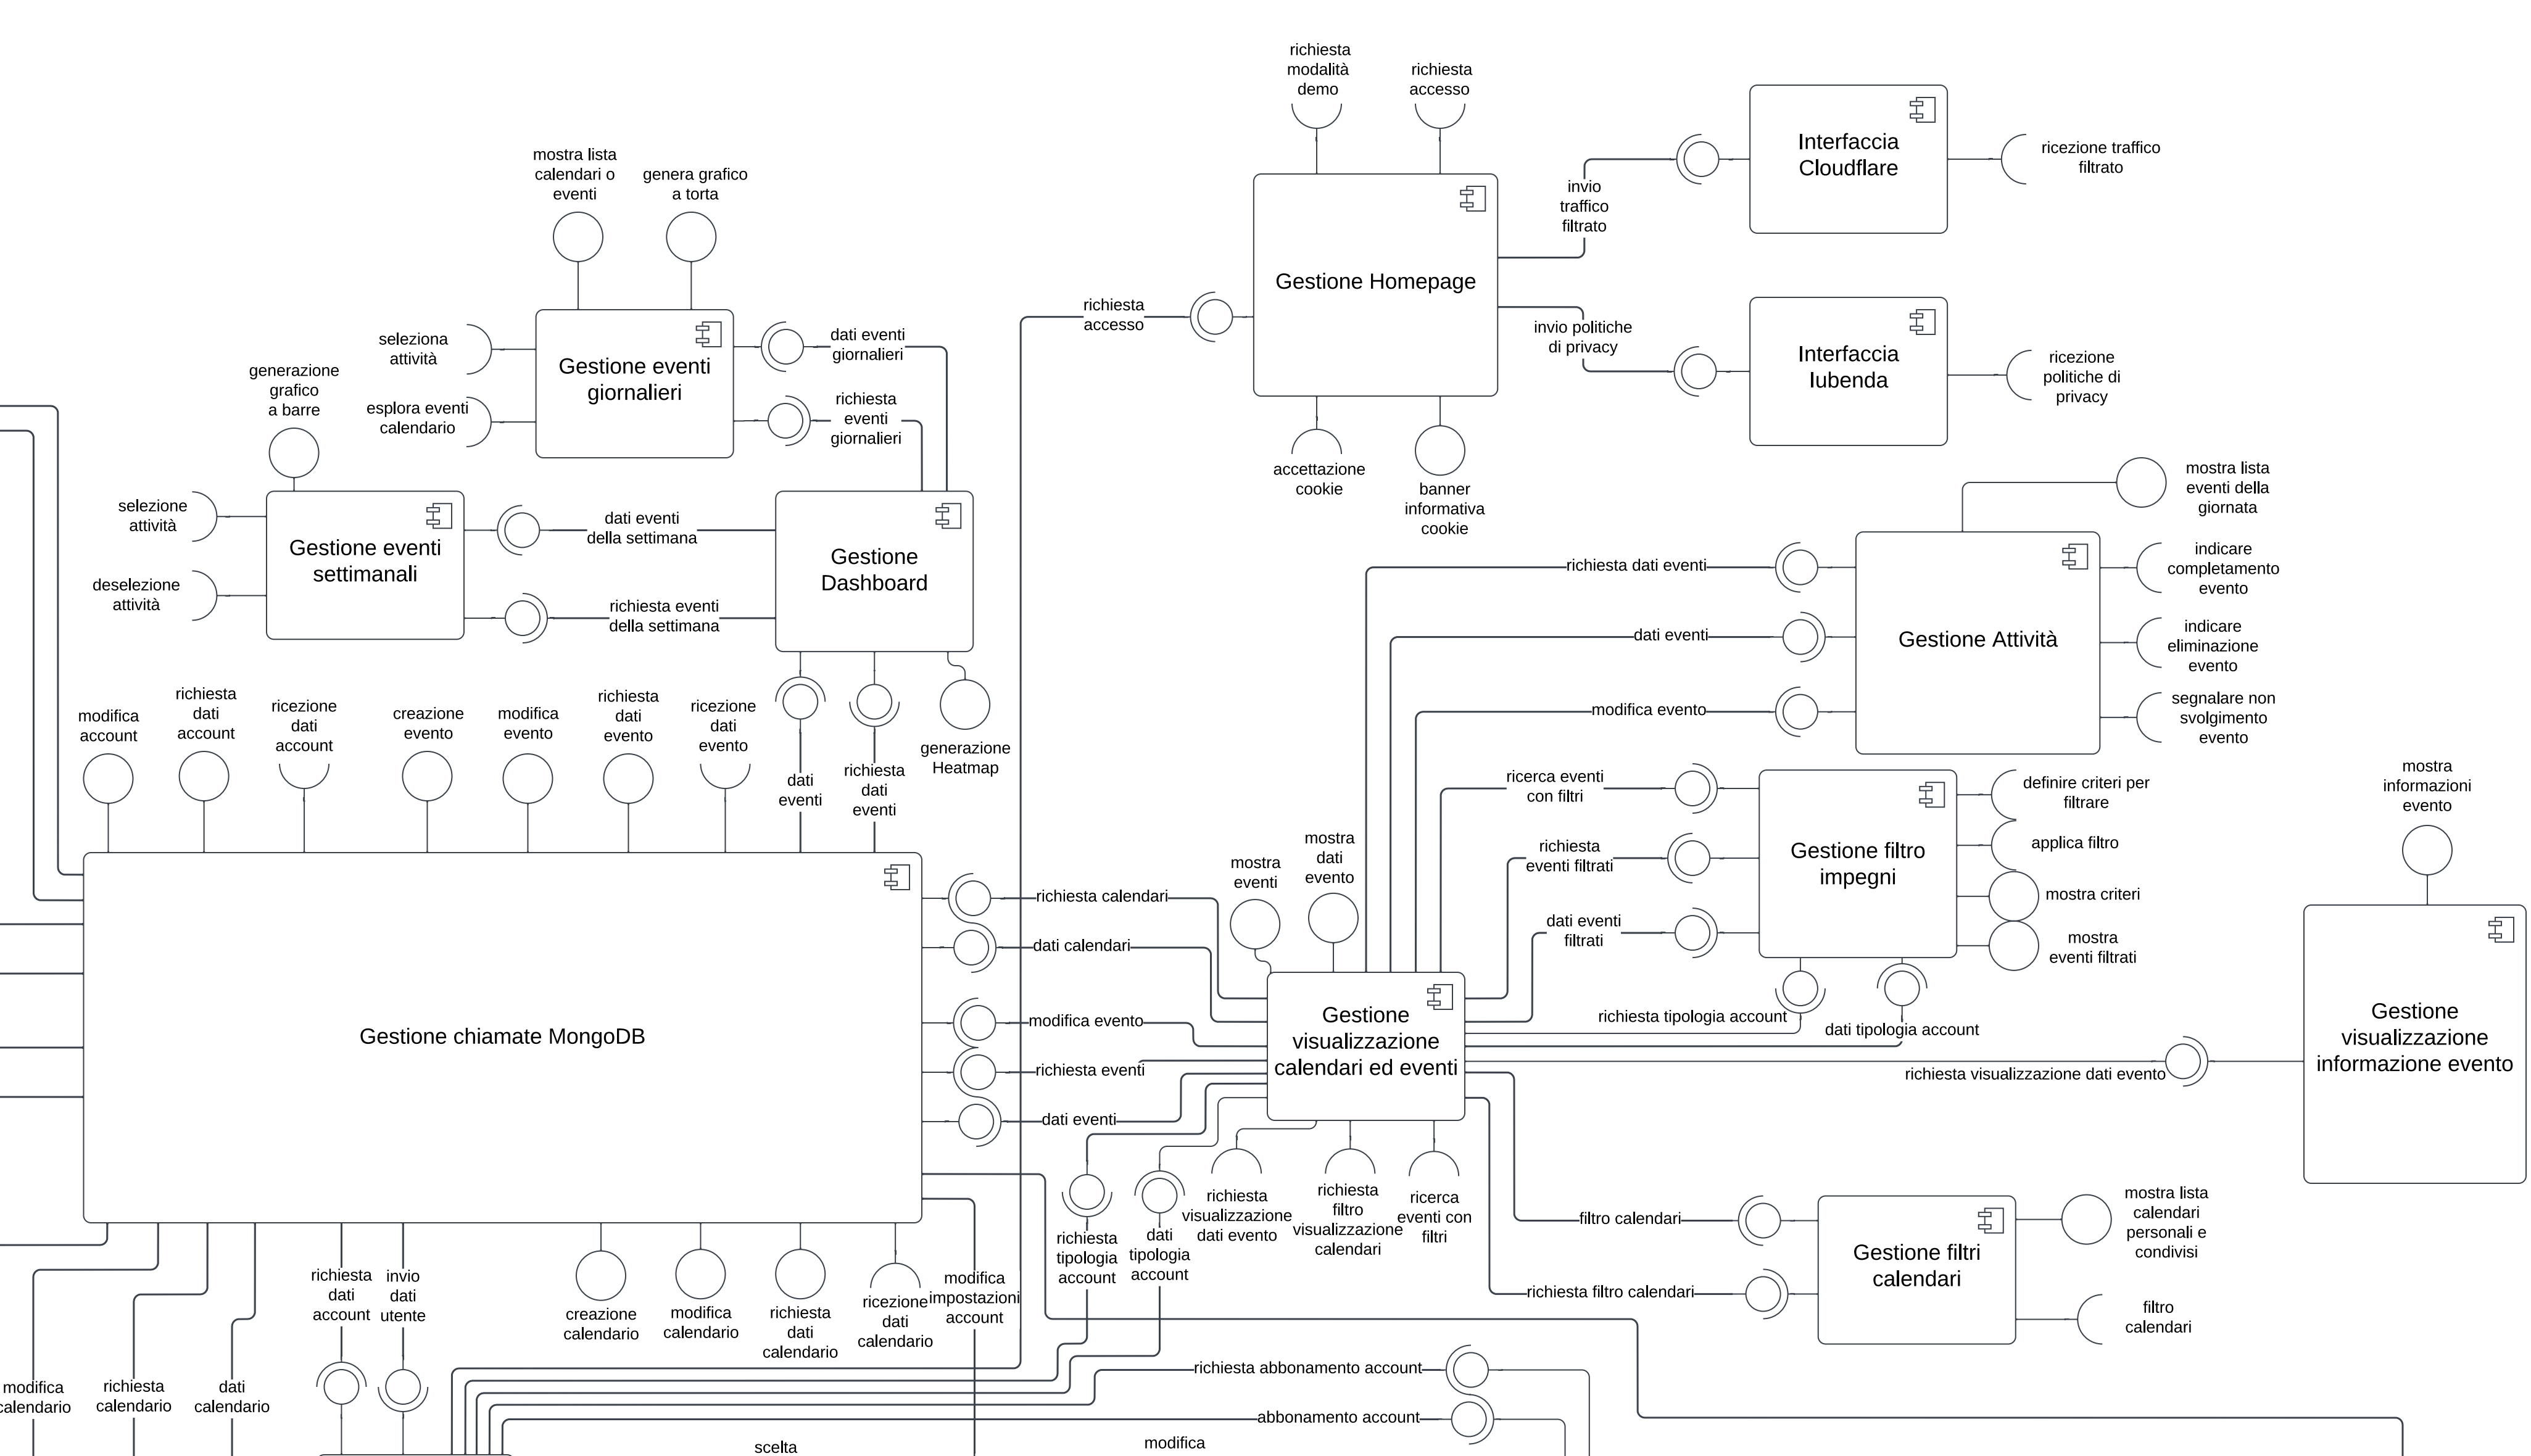 richiesta
modalità
demo
richiesta
accesso
Interfaccia
Cloudflare
ricezione traffico
filtrato
invio
traffico
filtrato
mostra lista
calendari o
eventi
genera grafico
a torta
Gestione Homepage
richiesta
accesso
invio politiche
di privacy
Interfaccia
Iubenda
ricezione
politiche di
privacy
seleziona
attività
esplora eventi
calendario
Gestione eventi
giornalieri
dati eventi
giornalieri
richiesta
eventi
giornalieri
generazione
grafico
a barre
accettazione
cookie
banner
informativa
cookie
mostra lista
eventi della
giornata
selezione
attività
deselezione
attività
Gestione eventi
settimanali
dati eventi
della settimana
richiesta eventi
della settimana
Gestione
Dashboard
richiesta dati eventi
dati eventi
modifica evento
Gestione Attività
indicare
completamento
evento
indicare
eliminazione
evento
segnalare non
svolgimento
evento
modifica
account
richiesta
dati
account
ricezione
dati
account
creazione
evento
modifica
evento
richiesta
dati
evento
ricezione
dati
evento
dati
eventi
richiesta
dati
eventi
generazione
Heatmap
ricerca eventi
con filtri
richiesta
eventi filtrati
dati eventi
filtrati
Gestione filtro
impegni
definire criteri per
filtrare
applica filtro
mostra criteri
mostra
eventi filtrati
mostra
informazioni
evento
mostra
eventi
mostra
dati
evento
Gestione chiamate MongoDB
richiesta calendari
dati calendari
modifica evento
richiesta eventi
dati eventi
Gestione
visualizzazione
calendari ed eventi
richiesta tipologia account
dati tipologia account
richiesta visualizzazione dati evento
Gestione
visualizzazione
informazione evento
richiesta
tipologia
account
dati
tipologia
account
richiesta
visualizzazione
dati evento
richiesta
filtro
visualizzazione
calendari
ricerca
eventi con
filtri
filtro calendari
richiesta filtro calendari
Gestione filtri
calendari
mostra lista
calendari
personali e
condivisi
filtro
calendari
richiesta
dati
account
invio
dati
utente
creazione
calendario
modifica
calendario
richiesta
dati
calendario
ricezione
dati
calendario
modifica
impostazioni
account
modifica
calendario
richiesta
calendario
dati
calendario
richiesta abbonamento account
abbonamento account
scelta
modifica